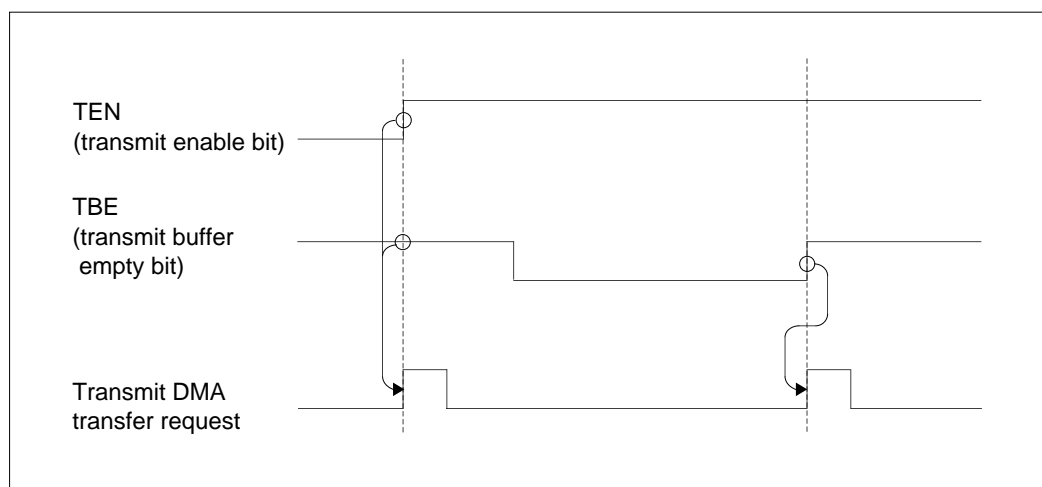 TEN
(transmit enable bit)
TBE
(transmit buffer
empty bit)
Transmit DMA
transfer request